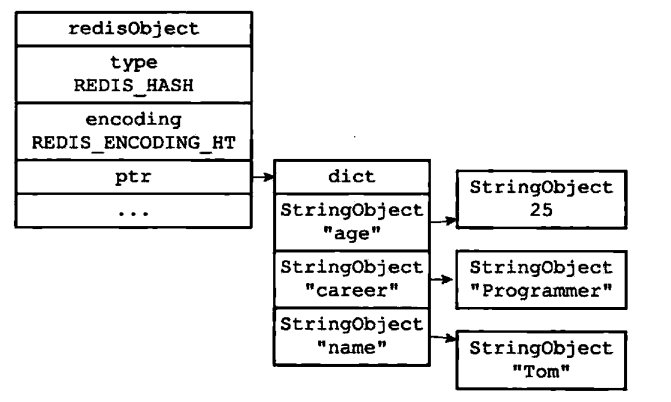 redisObject
type
REDIS_HASH
encoding
REDIS_ENCODING_HT
ptr
...
dict
StringObject
"age"
StringObject
"career"
StringObject
"name"
StringObject
25
StringObject
"Programmer"
StringObject
"Tom"